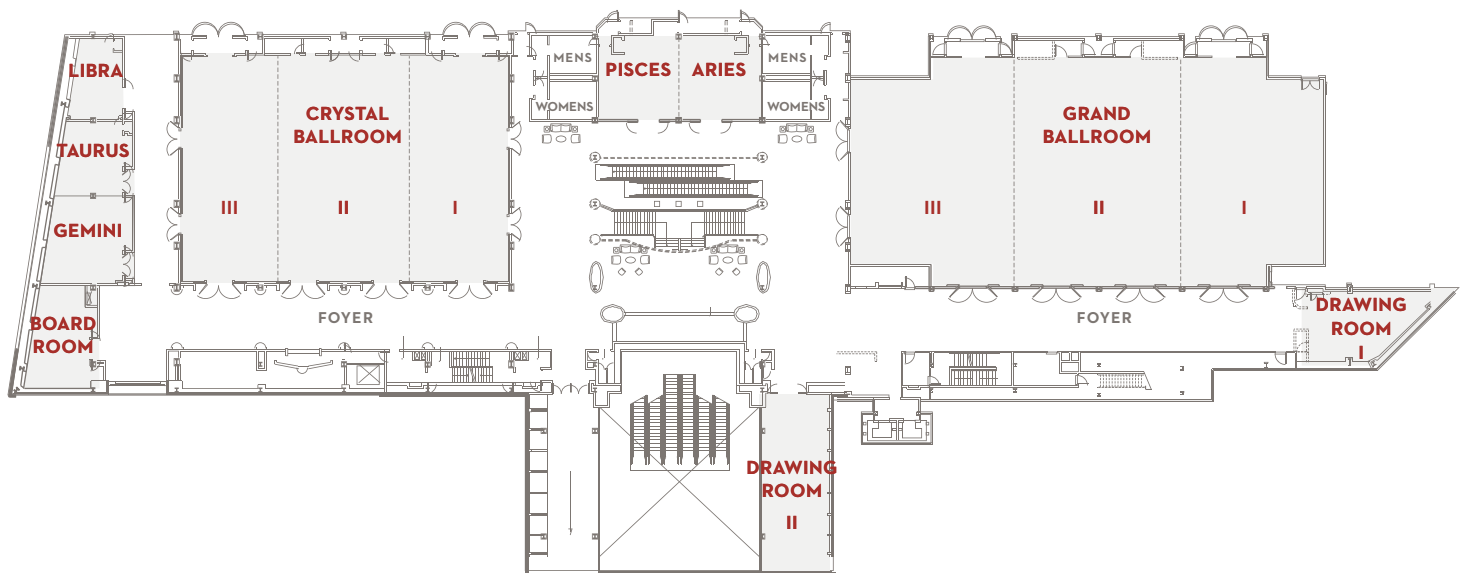 LIBRA
TAURUS
GEMINI
BOARD
ROOM
CRYSTAL
BALLROOM
III
II
I
FOYER
MENS
WOMENS
PISCES
ARIES
MENS
WOMENS
GRAND
BALLROOM
III
II
I
FOYER
DRAWING
ROOM
I
DRAWING
ROOM
II